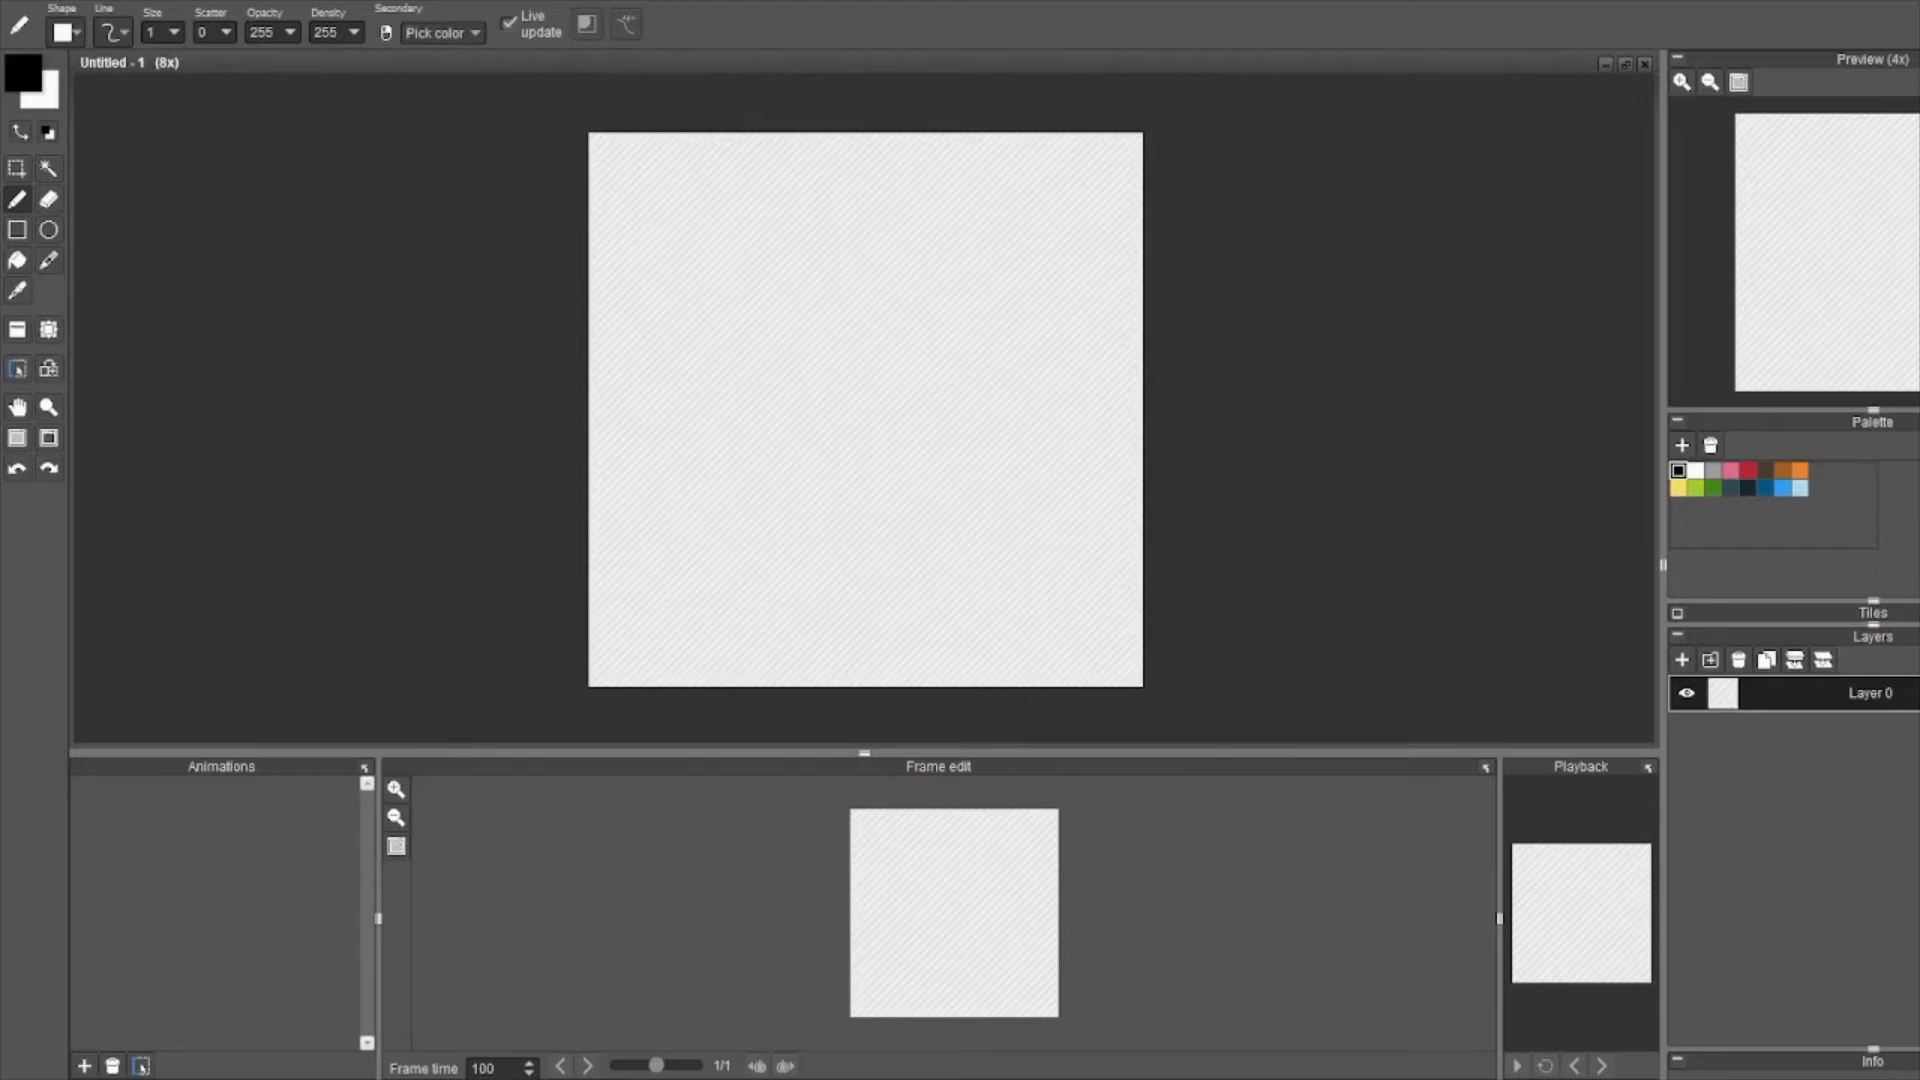 Shape Line Size Scatter Opacity Density Secondary
1 0 255 255 Pick color Live update
Untitled - 1 (8x)
Preview (4x)
Palette
Tiles
Layers
Layer 0
Animations
Frame edit
Playback
Frame time 100 1/1
Info